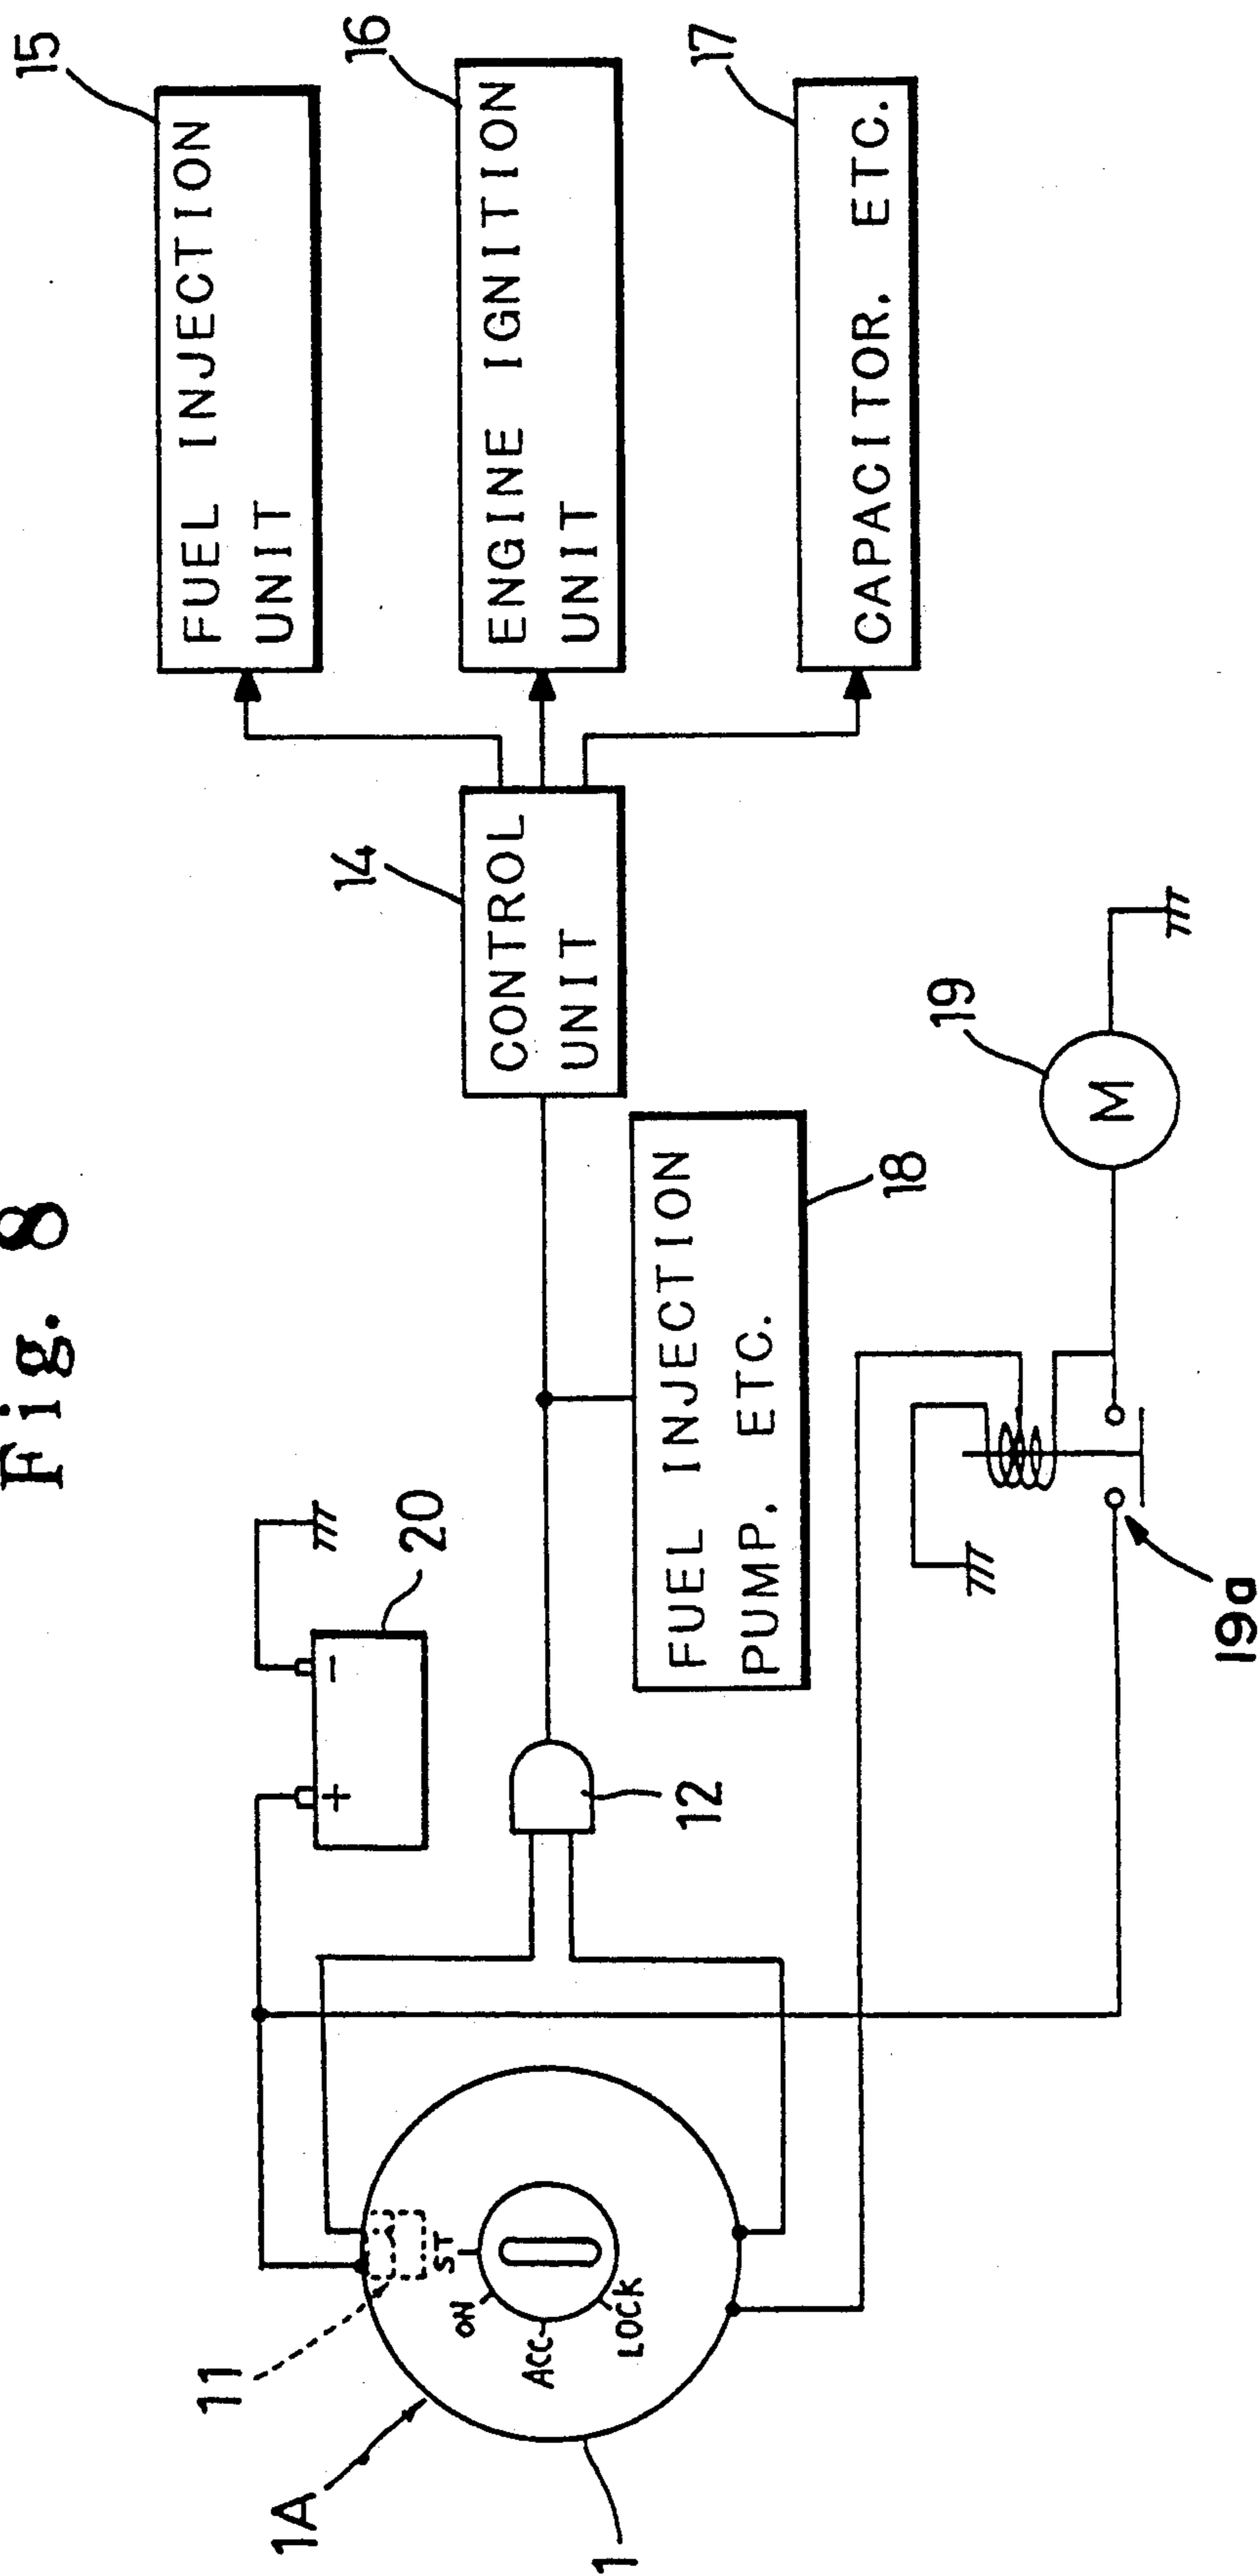 Fig. 8
15
FUEL INJECTION
UNIT
16
ENGINE IGNITION
UNIT
17
CAPACITOR, ETC.
14
CONTROL
UNIT
FUEL INJECTION
PUMP, ETC.
18
19
M
19a
20
+
-
12
11
ST
ON
ACC
LOCK
1A
1